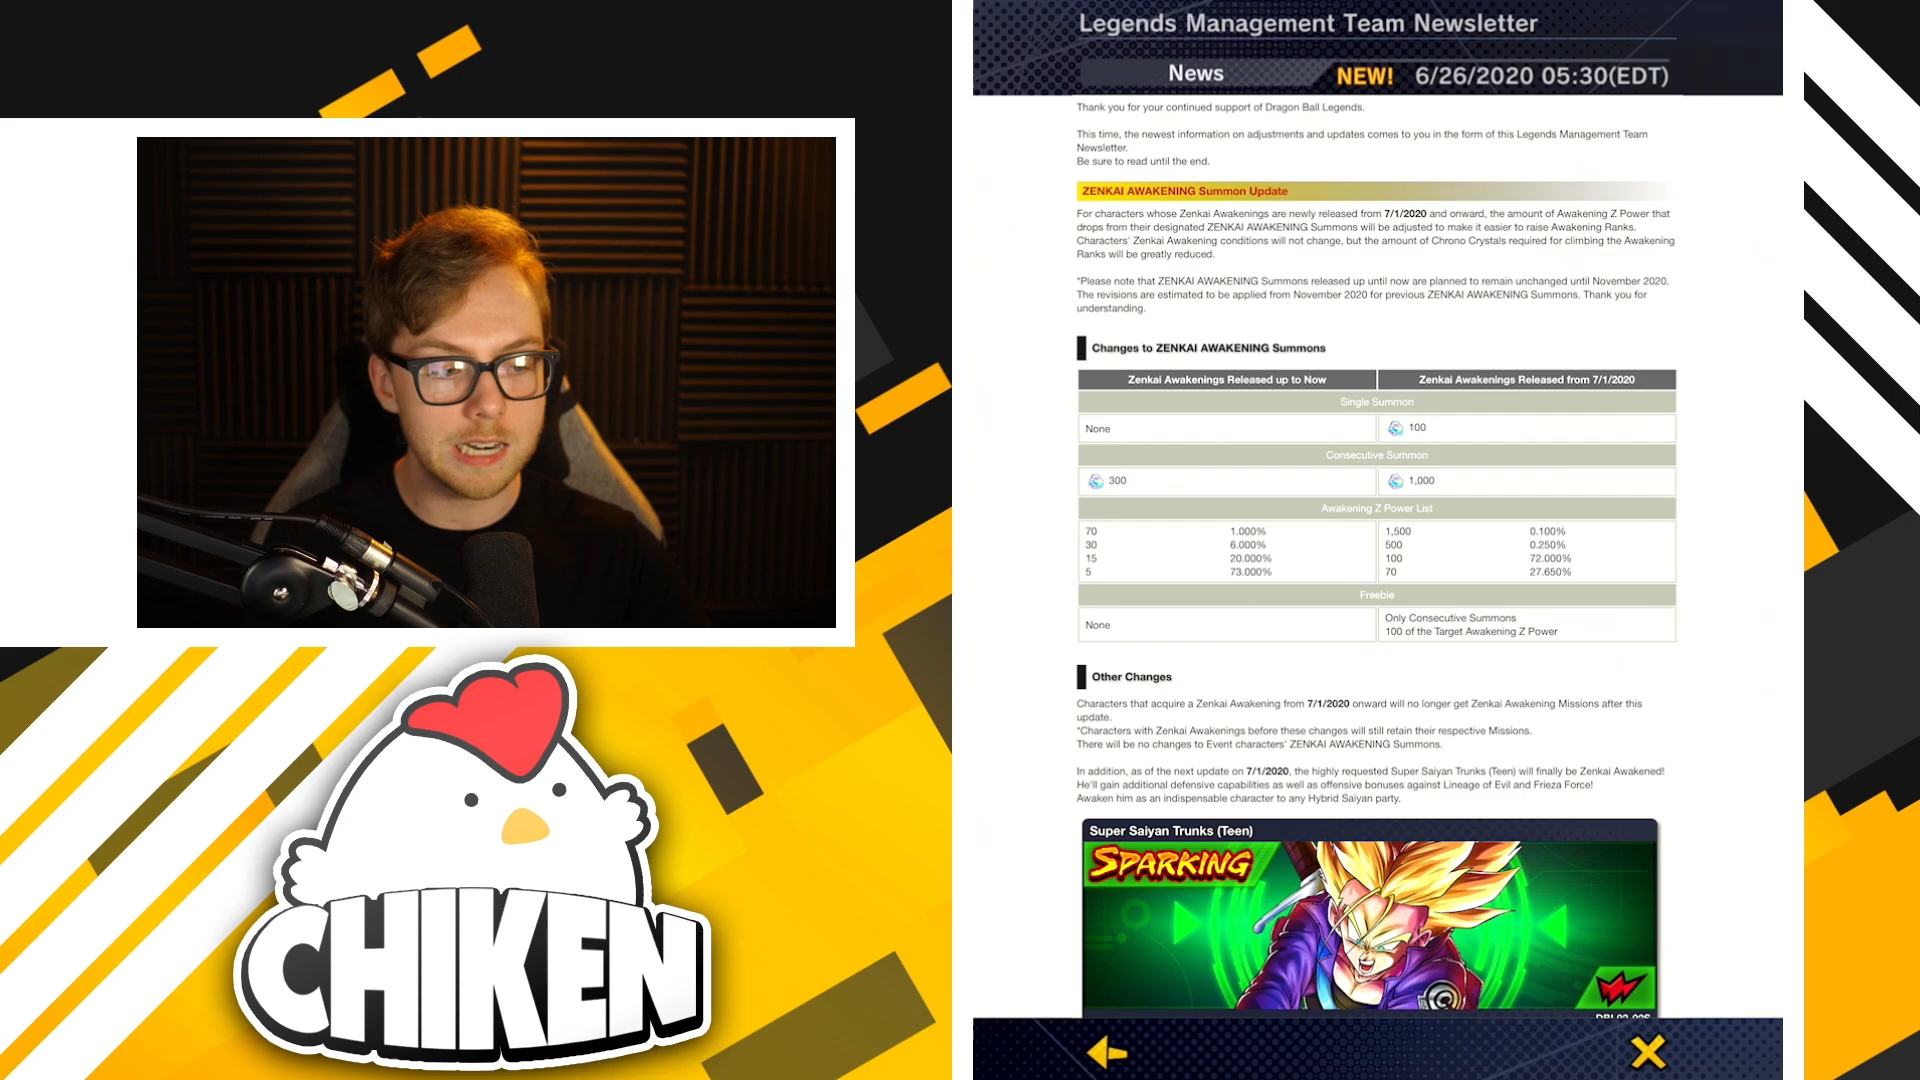 Legends Management Team Newsletter
News NEW! 6/26/2020 05:30(EDT)
Thank you for your continued support of Dragon Ball Legends.
This time, the newest information on adjustments and updates comes to you in the form of this Legends Management Team
Newsletter.
Be sure to read until the end.
ZENKAI AWAKENING Summon Update
For characters whose Zenkai Awakenings are newly released from 7/1/2020 and onward, the amount of Awakening Z Power that
drops from their designated ZENKAI AWAKENING Summons will be adjusted to make it easier to raise Awakening Ranks.
Characters' Zenkai Awakening conditions will not change, but the amount of Chrono Crystals required for climbing the Awakening
Ranks will be greatly reduced.
*Please note that ZENKAI AWAKENING Summons released up until now are planned to remain unchanged until November 2020.
The revisions are estimated to be applied from November 2020 for previous ZENKAI AWAKENING Summons. Thank you for
understanding.
Changes to ZENKAI AWAKENING Summons
Zenkai Awakenings Released up to Now Zenkai Awakenings Released from 7/1/2020
Single Summon
None 100
Consecutive Summon
300 1,000
Awakening Z Power List
70 1.000% 1,500 0.100%
30 6.000% 500 0.250%
15 20.000% 100 72.000%
5 73.000% 70 27.650%
Freebie
None Only Consecutive Summons
100 of the Target Awakening Z Power
Other Changes
Characters that acquire a Zenkai Awakening from 7/1/2020 onward will no longer get Zenkai Awakening Missions after this
update.
*Characters with Zenkai Awakenings before these changes will still retain their respective Missions.
There will be no changes to Event characters' ZENKAI AWAKENING Summons.
In addition, as of the next update on 7/1/2020, the highly requested Super Saiyan Trunks (Teen) will finally be Zenkai Awakened!
He'll gain additional defensive capabilities as well as offensive bonuses against Lineage of Evil and Frieza Force!
Awaken him as an indispensable character to any Hybrid Saiyan party.
Super Saiyan Trunks (Teen)
SPARKING
CHIKEN